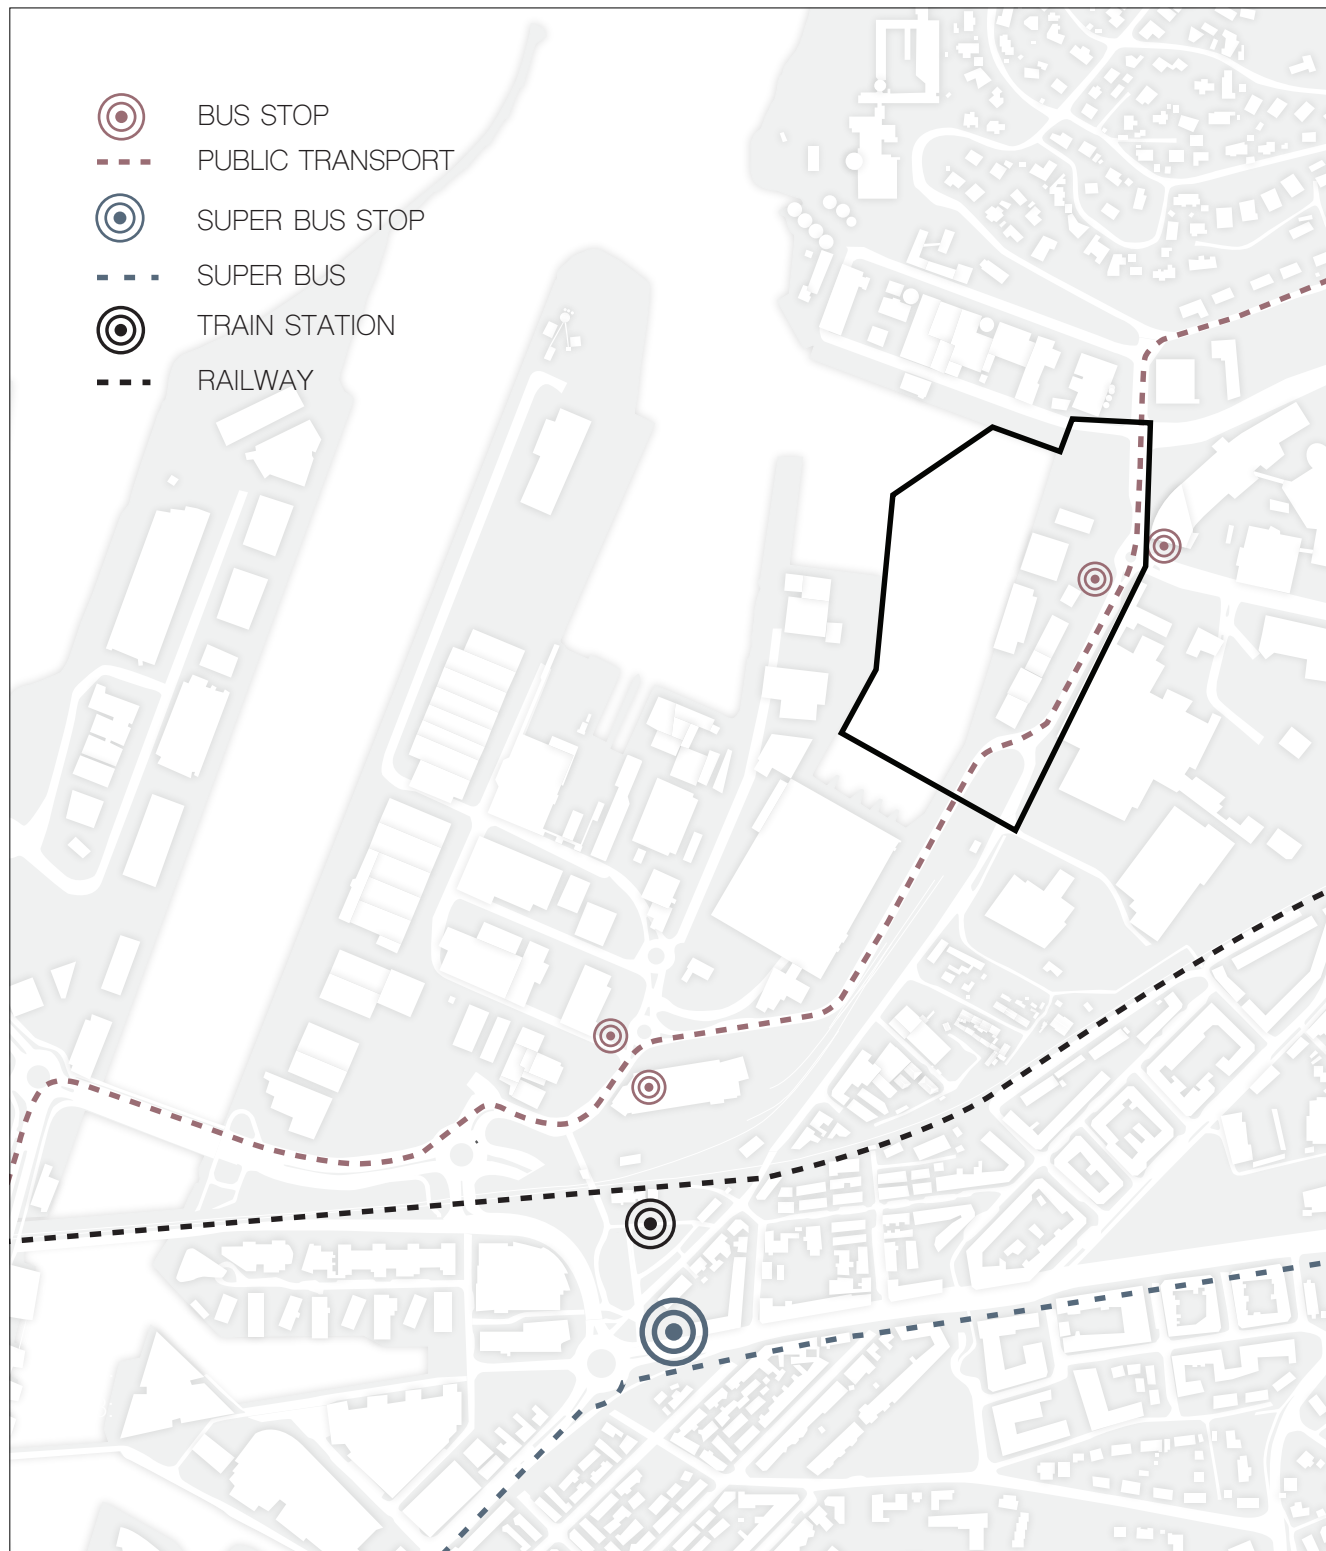 BUS STOP
PUBLIC TRANSPORT
SUPER BUS STOP
SUPER BUS
TRAIN STATION
RAILWAY